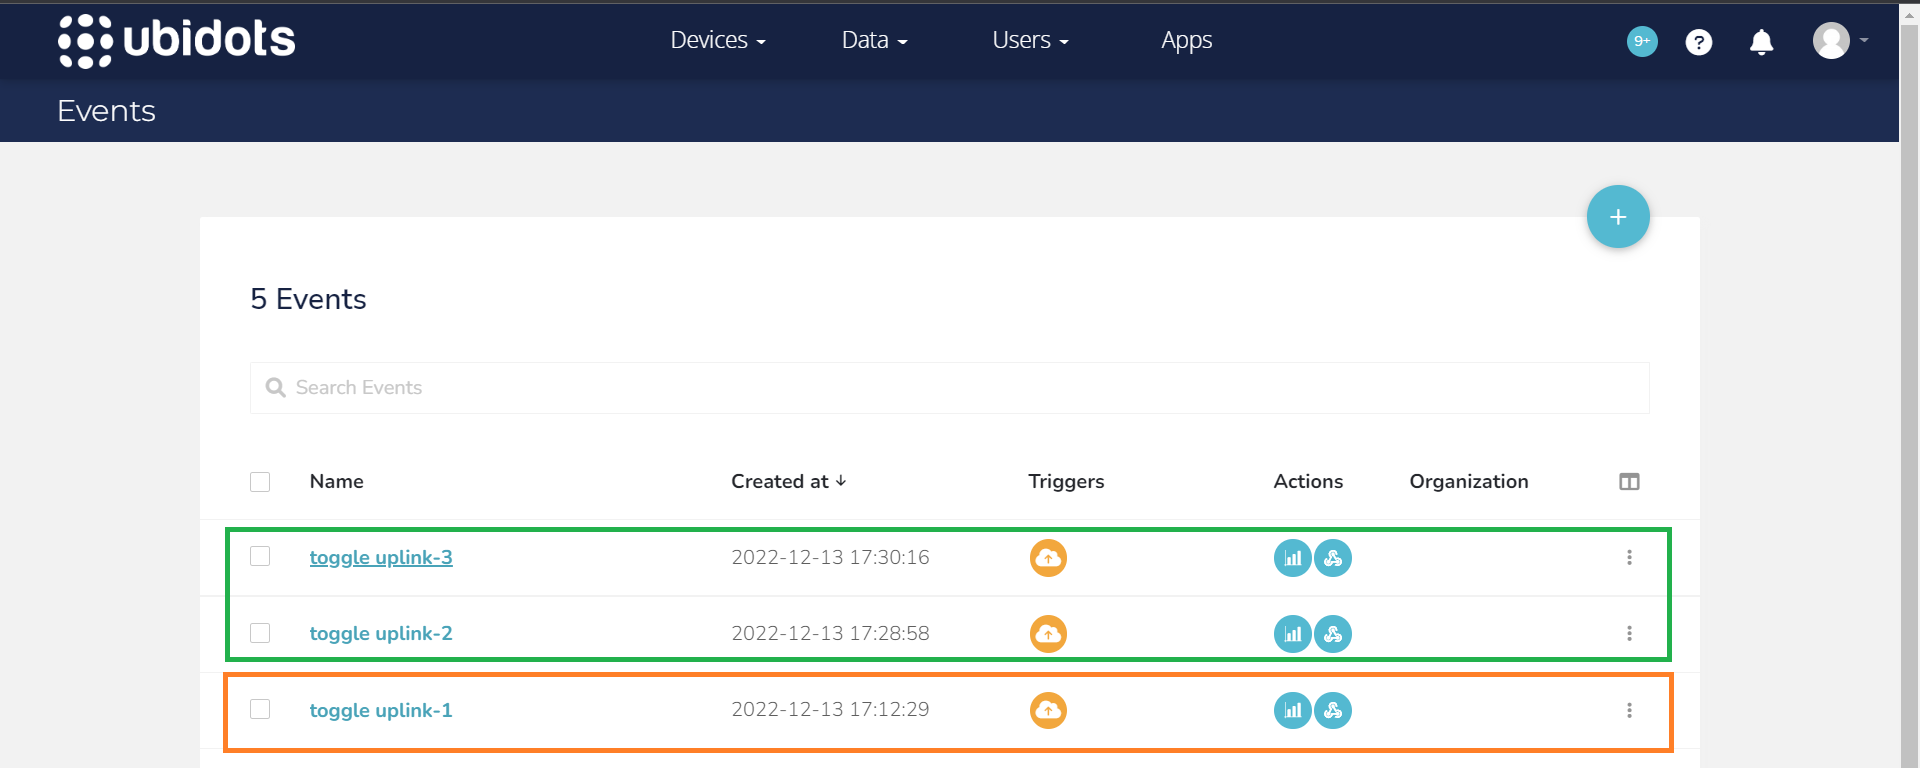 ubidots
Devices Data Users Apps
9+ ?
Events
+
5 Events
Search Events
Name Created at ↓ Triggers Actions Organization
toggle uplink-3 2022-12-13 17:30:16
toggle uplink-2 2022-12-13 17:28:58
toggle uplink-1 2022-12-13 17:12:29